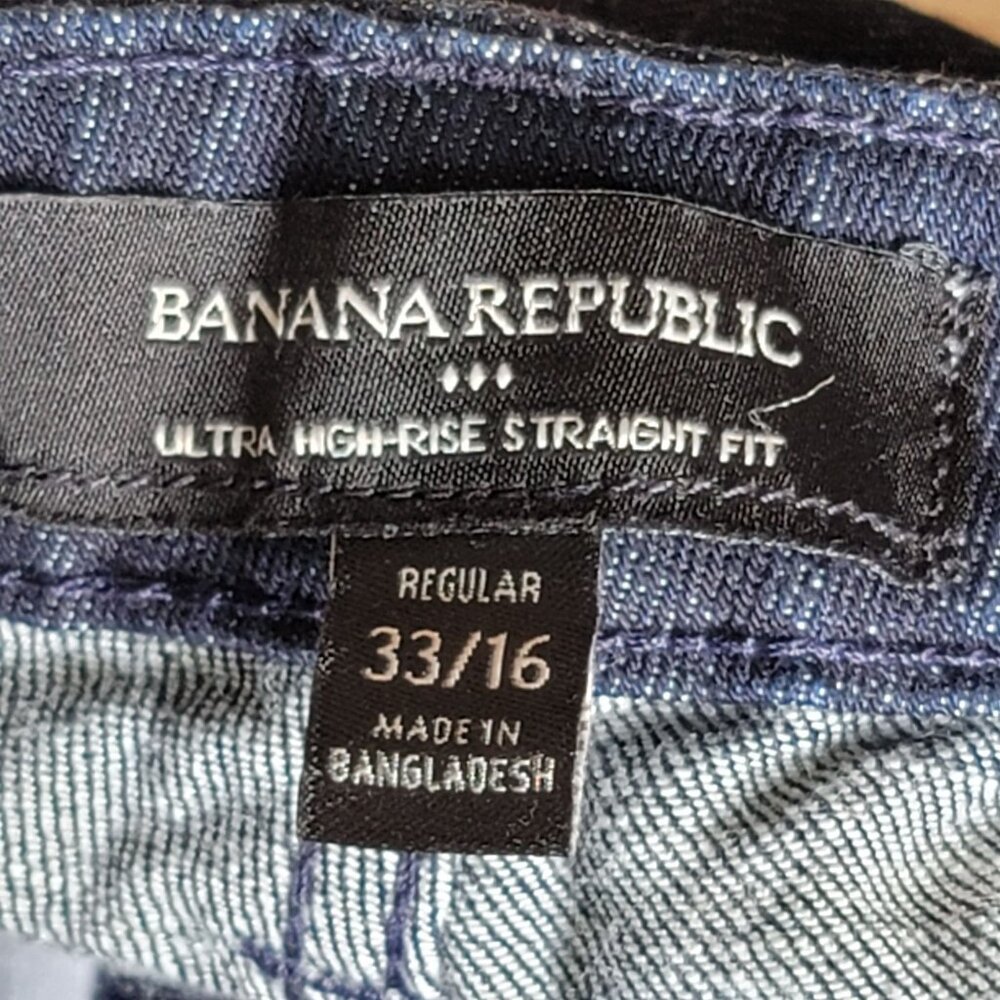 BANANA REPUBLIC
ULTRA HIGH-RISE STRAIGHT FIT
REGULAR
33/16
MADE IN
BANGLADESH